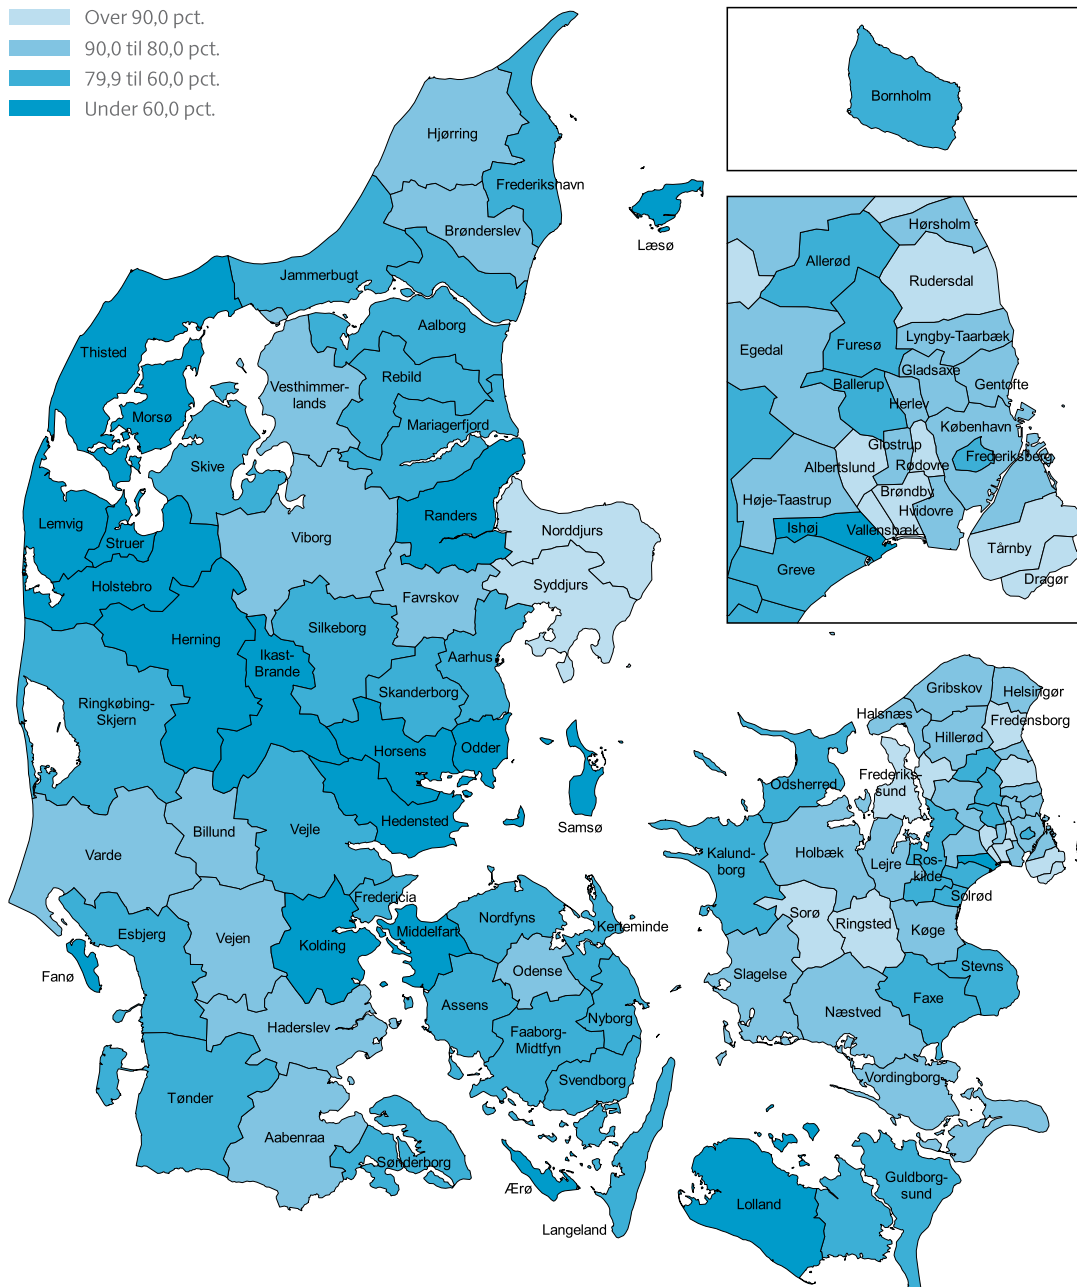 Over 90,0 pct.
90,0 til 80,0 pct.
79,9 til 60,0 pct.
Under 60,0 pct.
Bornholm
Hjørring
Frederikshavn
Læsø
Brønderslev
Jammerbugt
Aalborg
Thisted
Rebild
Vesthimmer-
lands
Morsø
Mariagerfjord
Skive
Lemvig
Struer
Randers
Viborg
Norddjurs
Holstebro
Syddjurs
Favrskov
Herning
Silkeborg
Ikast-
Brande
Aarhus
Skanderborg
Ringkøbing-
Skjern
Horsens
Odder
Hedensted
Samsø
Billund
Vejle
Varde
Fredericia
Esbjerg
Vejen
Kolding
Middelfart
Nordfyns
Kerteminde
Fanø
Odense
Assens
Haderslev
Faaborg-
Midtfyn
Nyborg
Svendborg
Tønder
Aabenraa
Sønderborg
Ærø
Langeland
Hørsholm
Allerød
Rudersdal
Egedal
Furesø
Lyngby-Taarbæk
Gladsaxe
Ballerup
Gentofte
Herlev
København
Glostrup
Frederiksberg
Albertslund
Rødovre
Høje-Taastrup
Brøndby
Hvidovre
Ishøj
Vallensbæk
Greve
Tårnby
Dragør
Gribskov
Helsingør
Halsnæs
Fredensborg
Hillerød
Frederiks-
sund
Odsherred
Kalund-
borg
Holbæk
Lejre
Ros-
kilde
Solrød
Sorø
Ringsted
Køge
Slagelse
Stevns
Næstved
Faxe
Vordingborg
Guldborg-
sund
Lolland